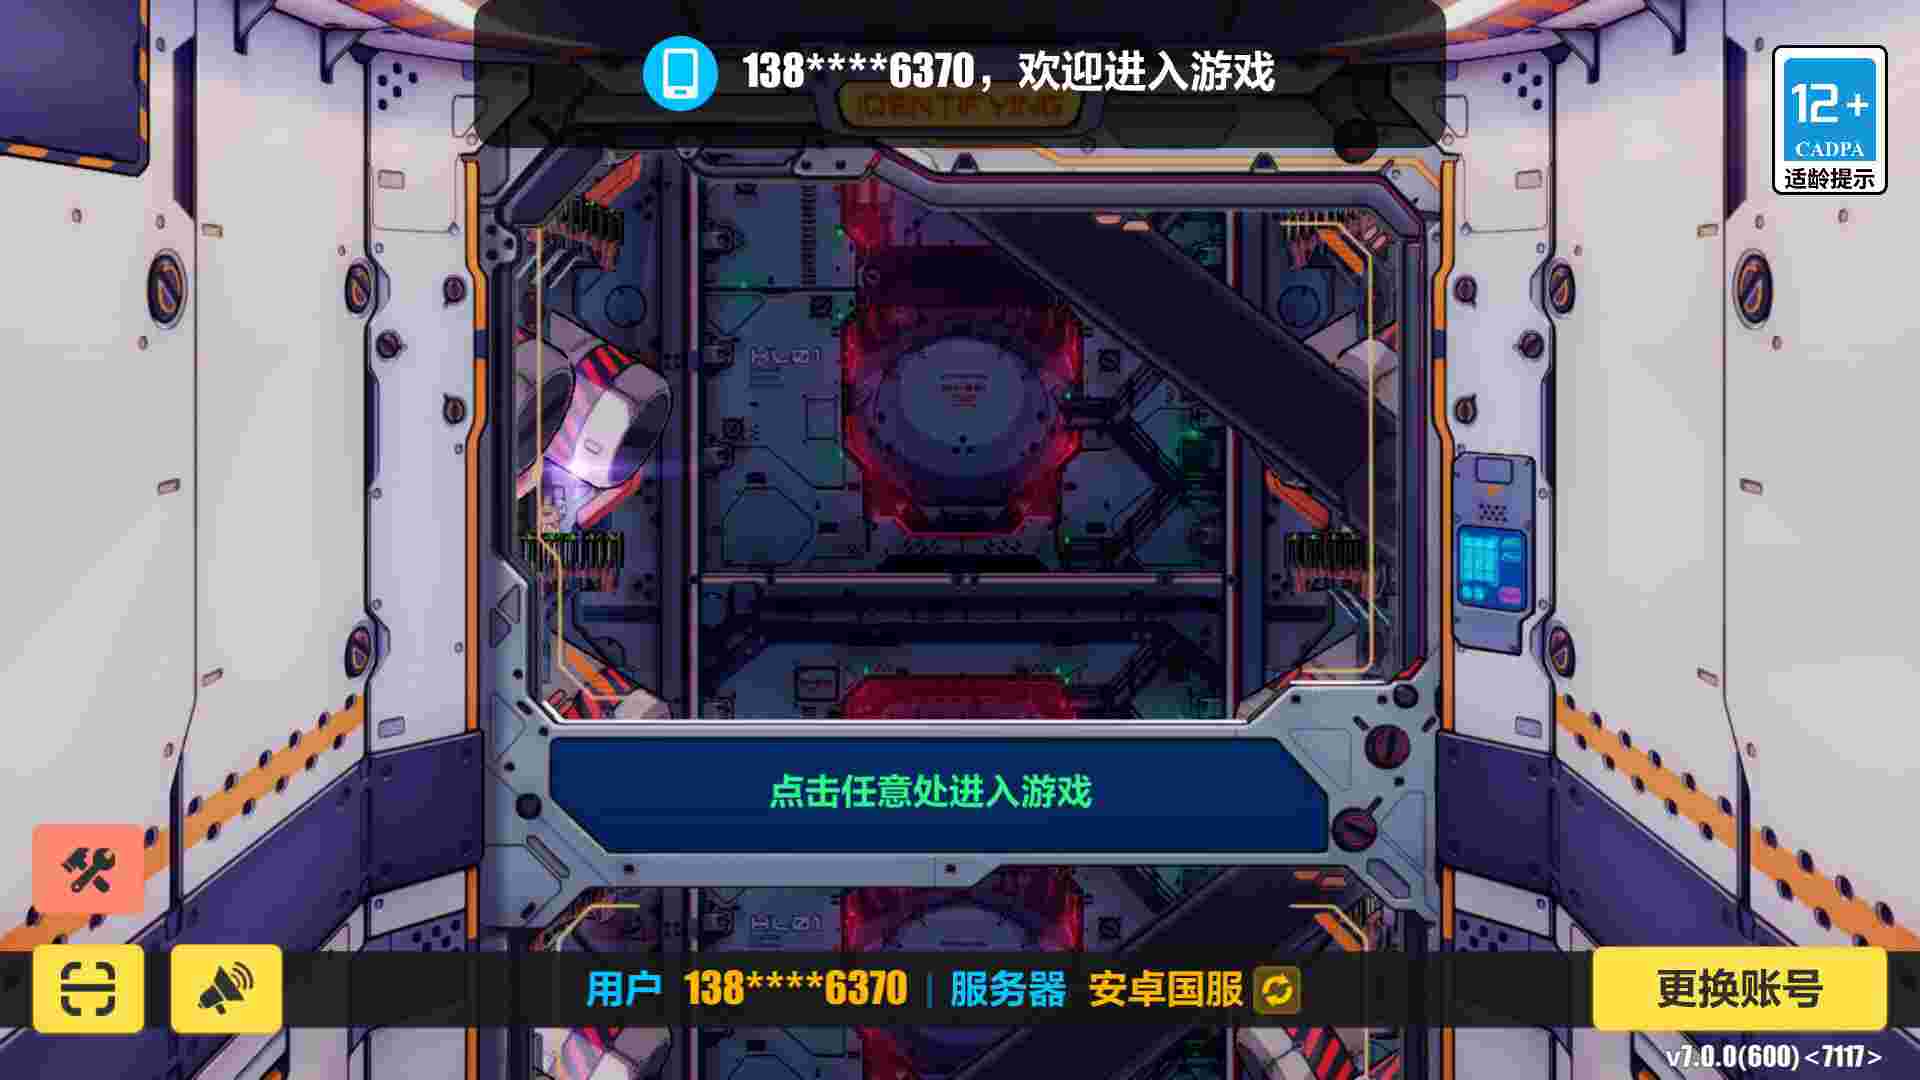 138****6370，欢迎进入游戏
IDENTIFYING
12+
CADPA
适龄提示
BL01
点击任意处进入游戏
BL01
用户 138****6370 | 服务器 安卓国服
更换账号
v7.0.0(600)<7117>